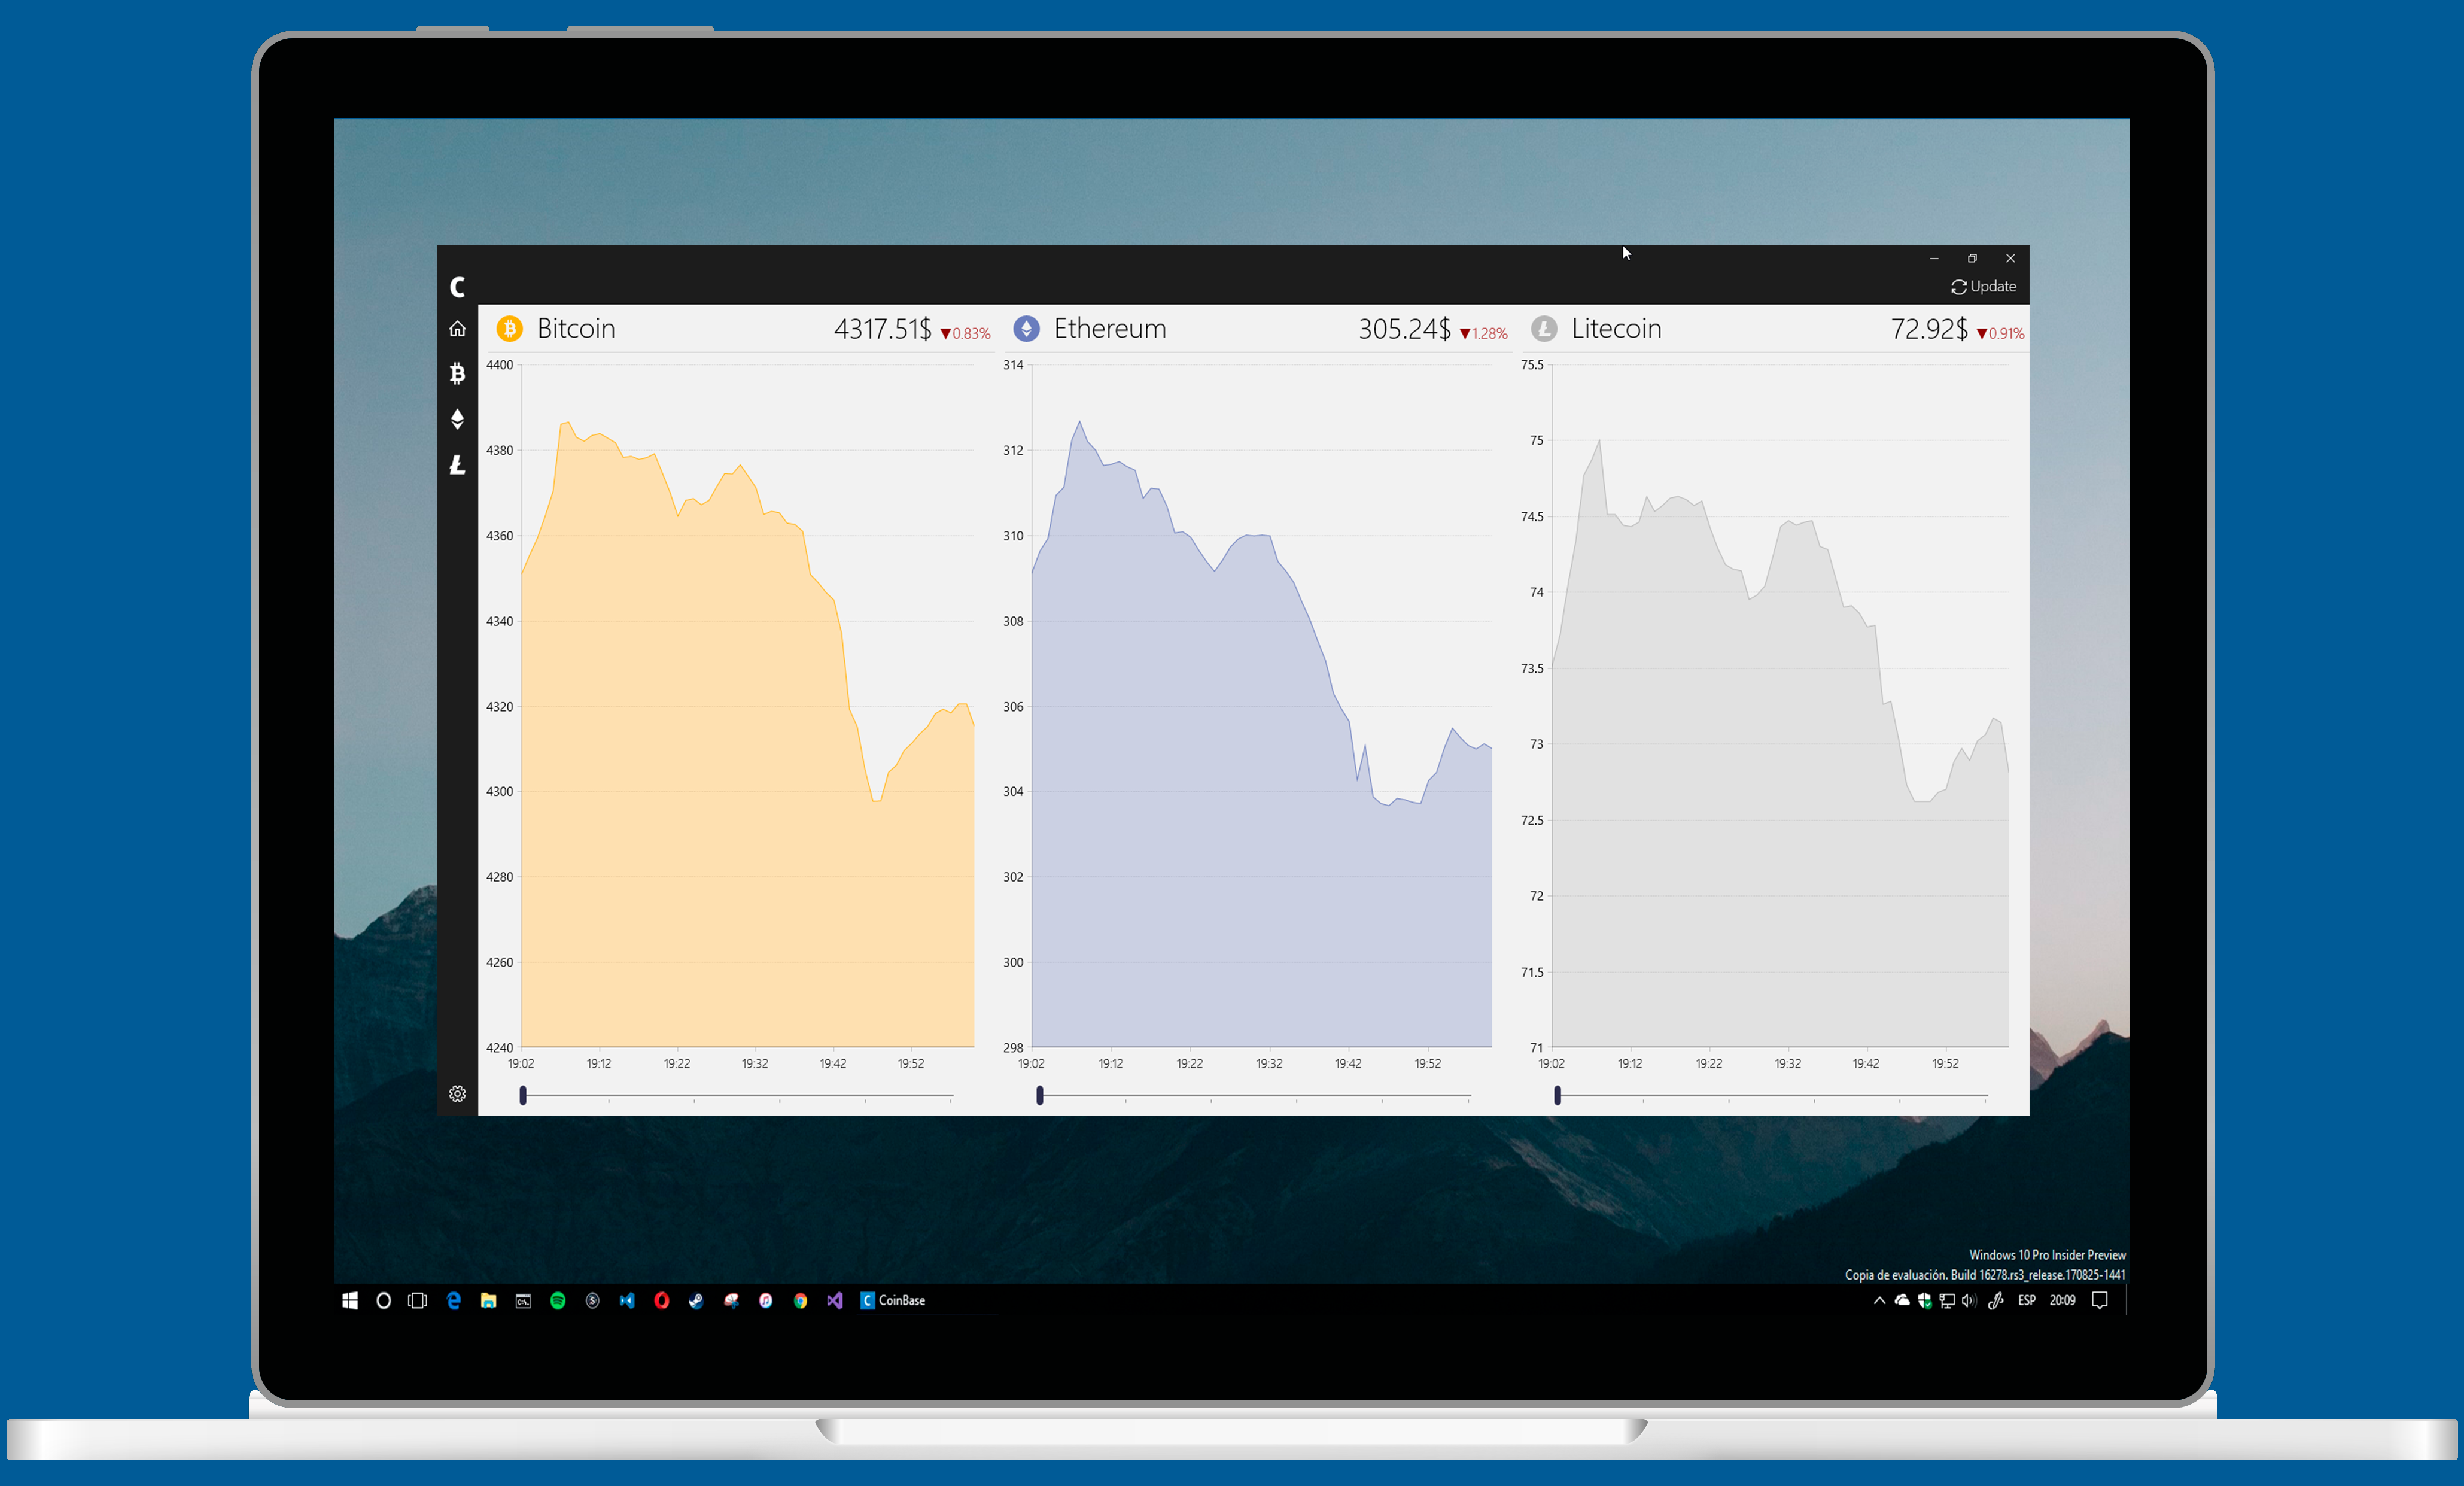 C
Update
Bitcoin 4317.51$ ▼0.83%
Ethereum 305.24$ ▼1.28%
Litecoin 72.92$ ▼0.91%
4400
4380
4360
4340
4320
4300
4280
4260
4240
19:02 19:12 19:22 19:32 19:42 19:52
314
312
310
308
306
304
302
300
298
19:02 19:12 19:22 19:32 19:42 19:52
75.5
75
74.5
74
73.5
73
72.5
72
71.5
71
19:02 19:12 19:22 19:32 19:42 19:52
Windows 10 Pro Insider Preview
Copia de evaluación. Build 16278.rs3_release.170825-1441
C CoinBase
ESP 20:09